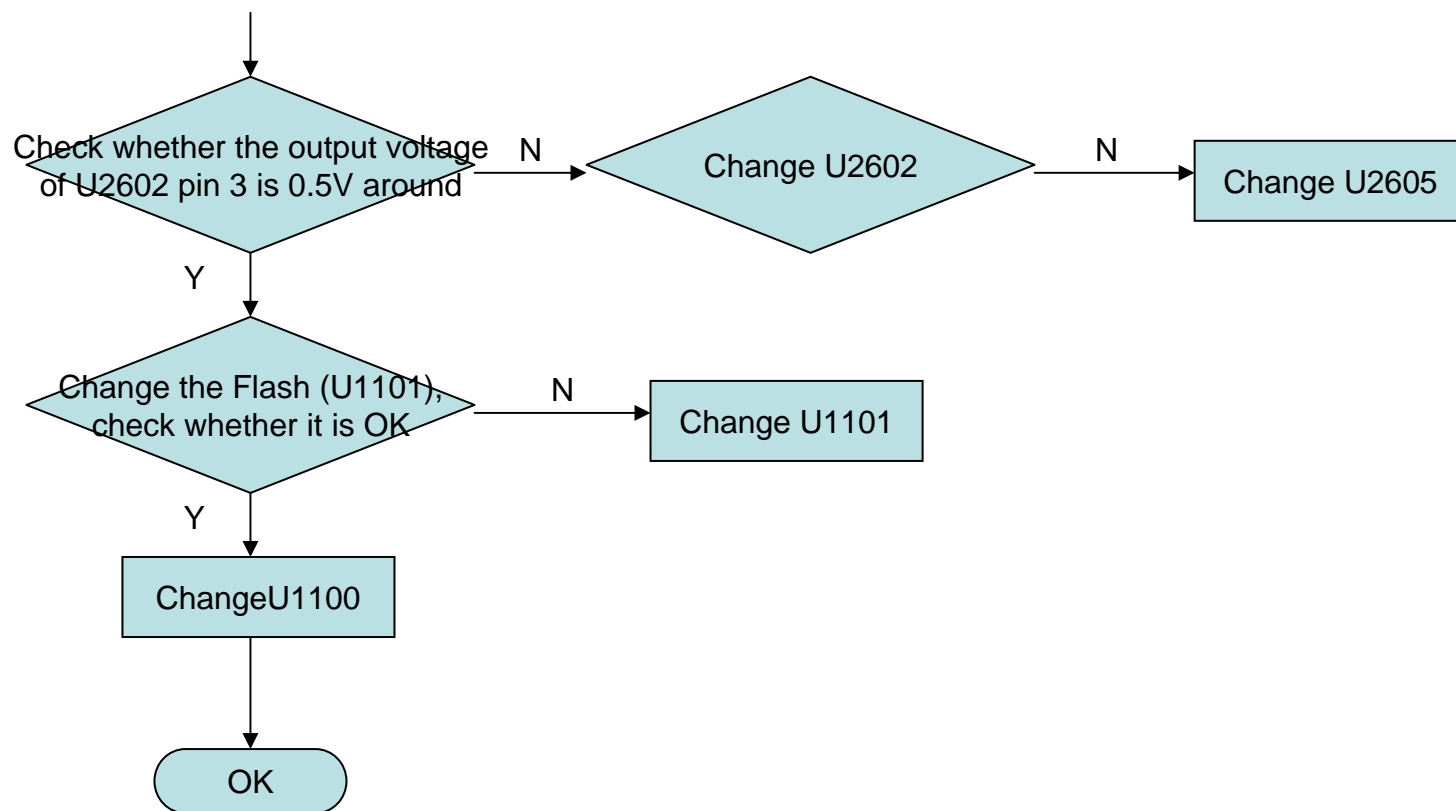 Check whether the output voltage
of U2602 pin 3 is 0.5V around
N
Change U2602
N
Change U2605
Y
Change the Flash (U1101),
check whether it is OK
N
Change U1101
Y
ChangeU1100
OK